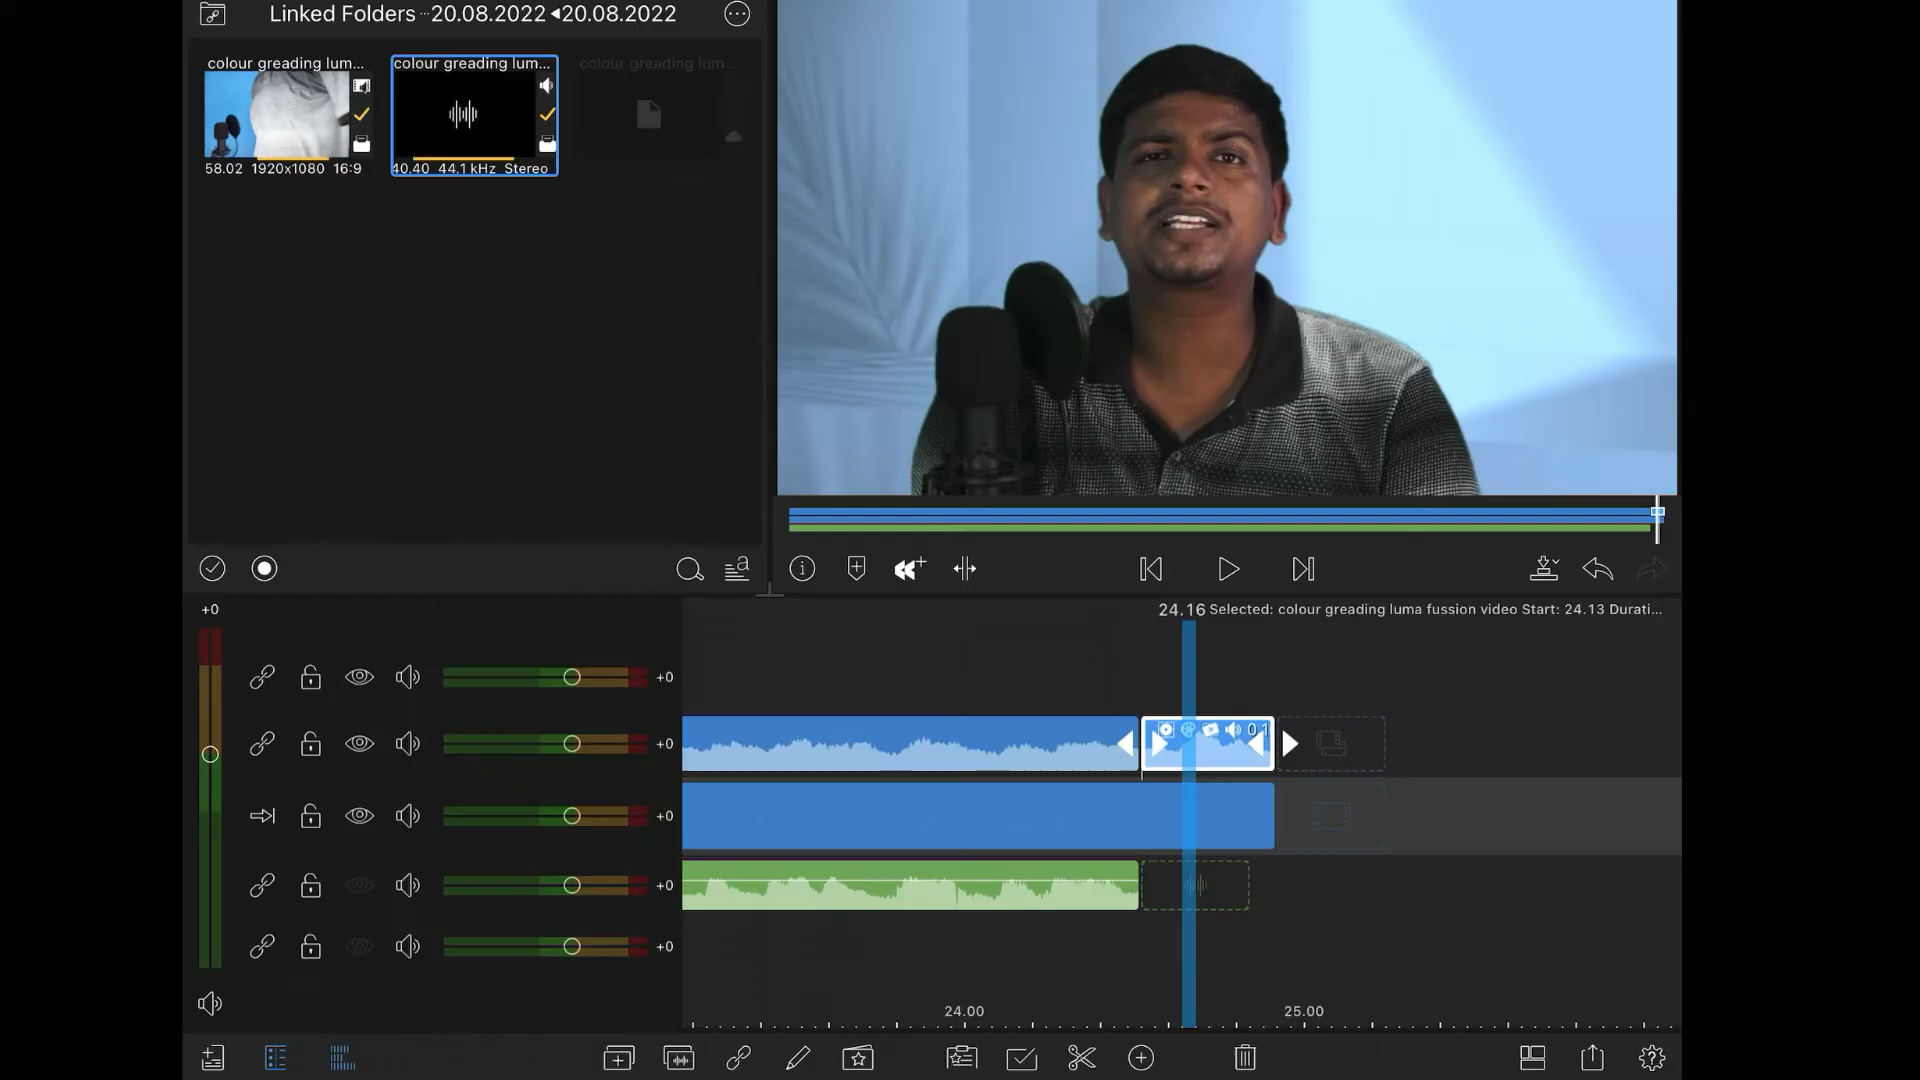 Linked Folders ··· 20.08.2022 ◂20.08.2022
colour greading lum...
colour greading lum...
colour greading lum...
58.02 1920x1080 16:9
40.40 44.1 kHz Stereo
+0
24.16 Selected: colour greading luma fussion video Start: 24.13 Durati...
+0
+0
0.1
+0
+0
+0
24.00
25.00